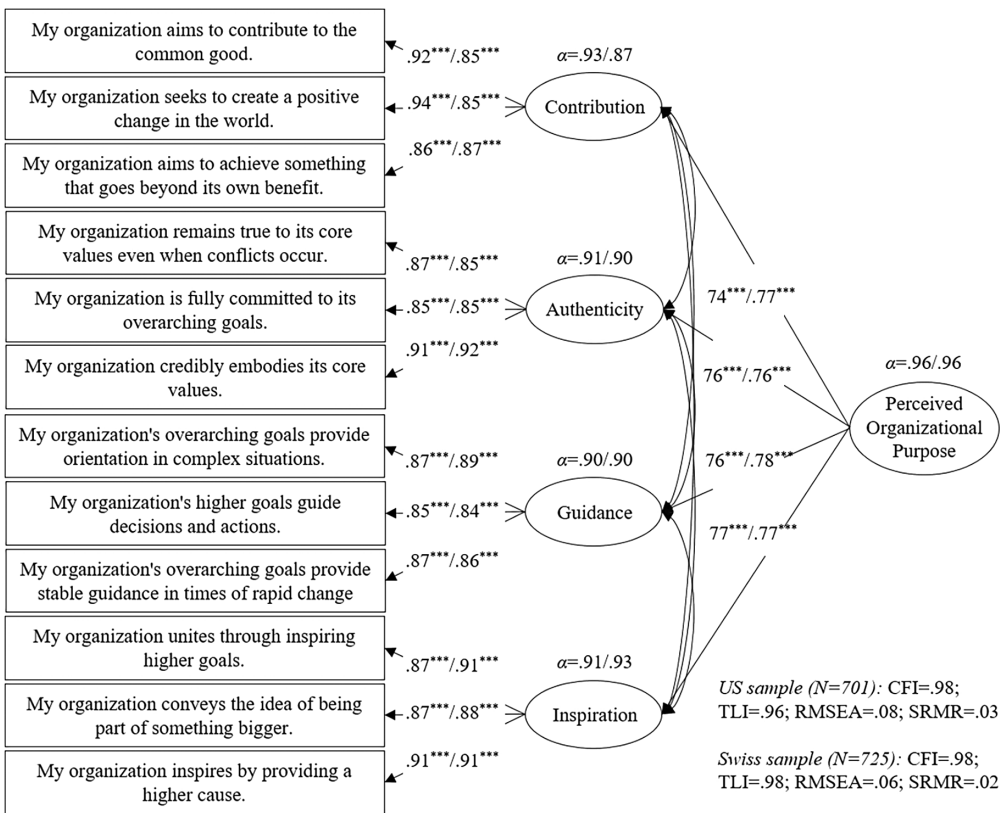 My organization aims to contribute to the
common good.
.92***/.85***
α=.93/.87
My organization seeks to create a positive
change in the world.
.94***/.85***
Contribution
My organization aims to achieve something
that goes beyond its own benefit.
.86***/.87***
My organization remains true to its core
values even when conflicts occur.
.87***/.85***
α=.91/.90
My organization is fully committed to its
overarching goals.
.85***/.85***
Authenticity
My organization credibly embodies its core
values.
.91***/.92***
My organization's overarching goals provide
orientation in complex situations.
.87***/.89***
α=.90/.90
My organization's higher goals guide
decisions and actions.
.85***/.84***
Guidance
My organization's overarching goals provide
stable guidance in times of rapid change
.87***/.86***
My organization unites through inspiring
higher goals.
.87***/.91***
α=.91/.93
My organization conveys the idea of being
part of something bigger.
.87***/.88***
Inspiration
My organization inspires by providing a
higher cause.
.91***/.91***
74***/.77***
76***/.76***
76***/.78***
77***/.77***
α=.96/.96
Perceived
Organizational
Purpose
US sample (N=701): CFI=.98;
TLI=.96; RMSEA=.08; SRMR=.03
Swiss sample (N=725): CFI=.98;
TLI=.98; RMSEA=.06; SRMR=.02